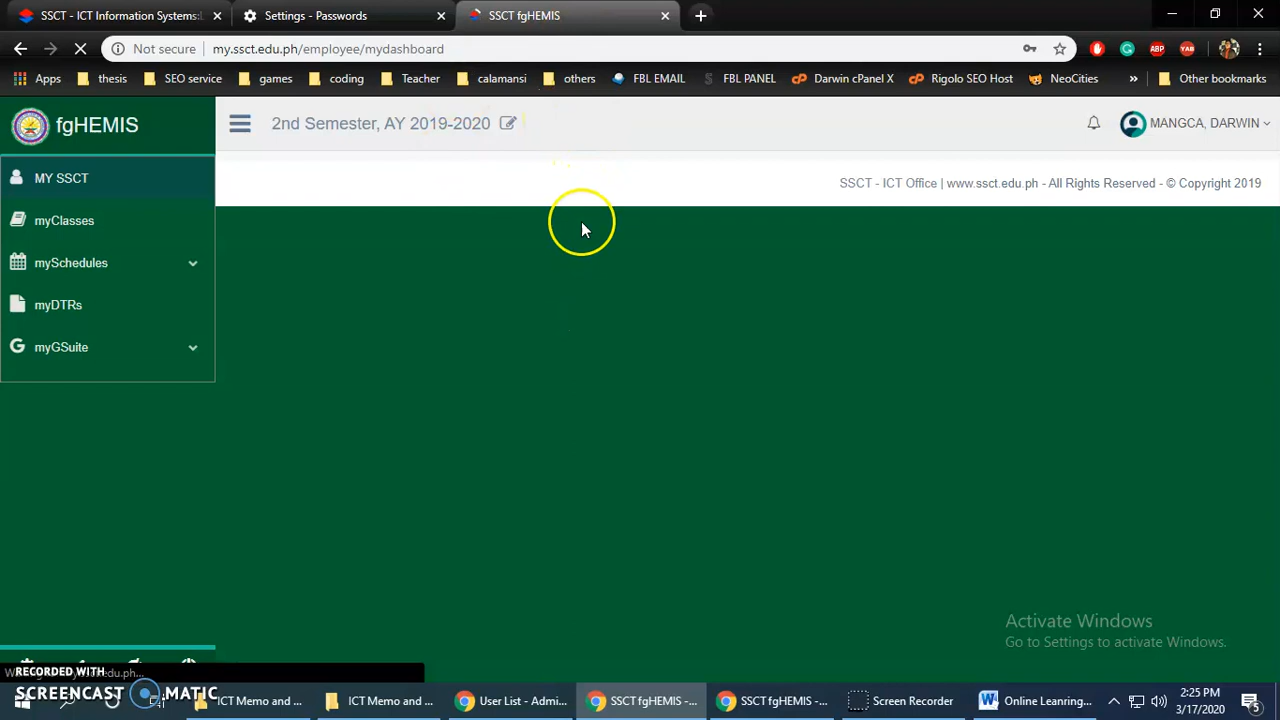 SSCT - ICT Information Systems:L
Settings - Passwords
SSCT fgHEMIS
Not secure
my.ssct.edu.ph/employee/mydashboard
Apps
thesis
SEO service
games
coding
Teacher
calamansi
others
FBL EMAIL
FBL PANEL
Darwin cPanel X
Rigolo SEO Host
NeoCities
Other bookmarks
fgHEMIS
2nd Semester, AY 2019-2020
MANGCA, DARWIN
MY SSCT
SSCT - ICT Office | www.ssct.edu.ph - All Rights Reserved - © Copyright 2019
myClasses
mySchedules
myDTRs
myGSuite
Activate Windows
Go to Settings to activate Windows.
RECORDED WITH
SCREENCAST MATIC
ICT Memo and ...
ICT Memo and ...
User List - Admi...
SSCT fgHEMIS -...
SSCT fgHEMIS -...
Screen Recorder
Online Leanring...
2:25 PM
3/17/2020
5